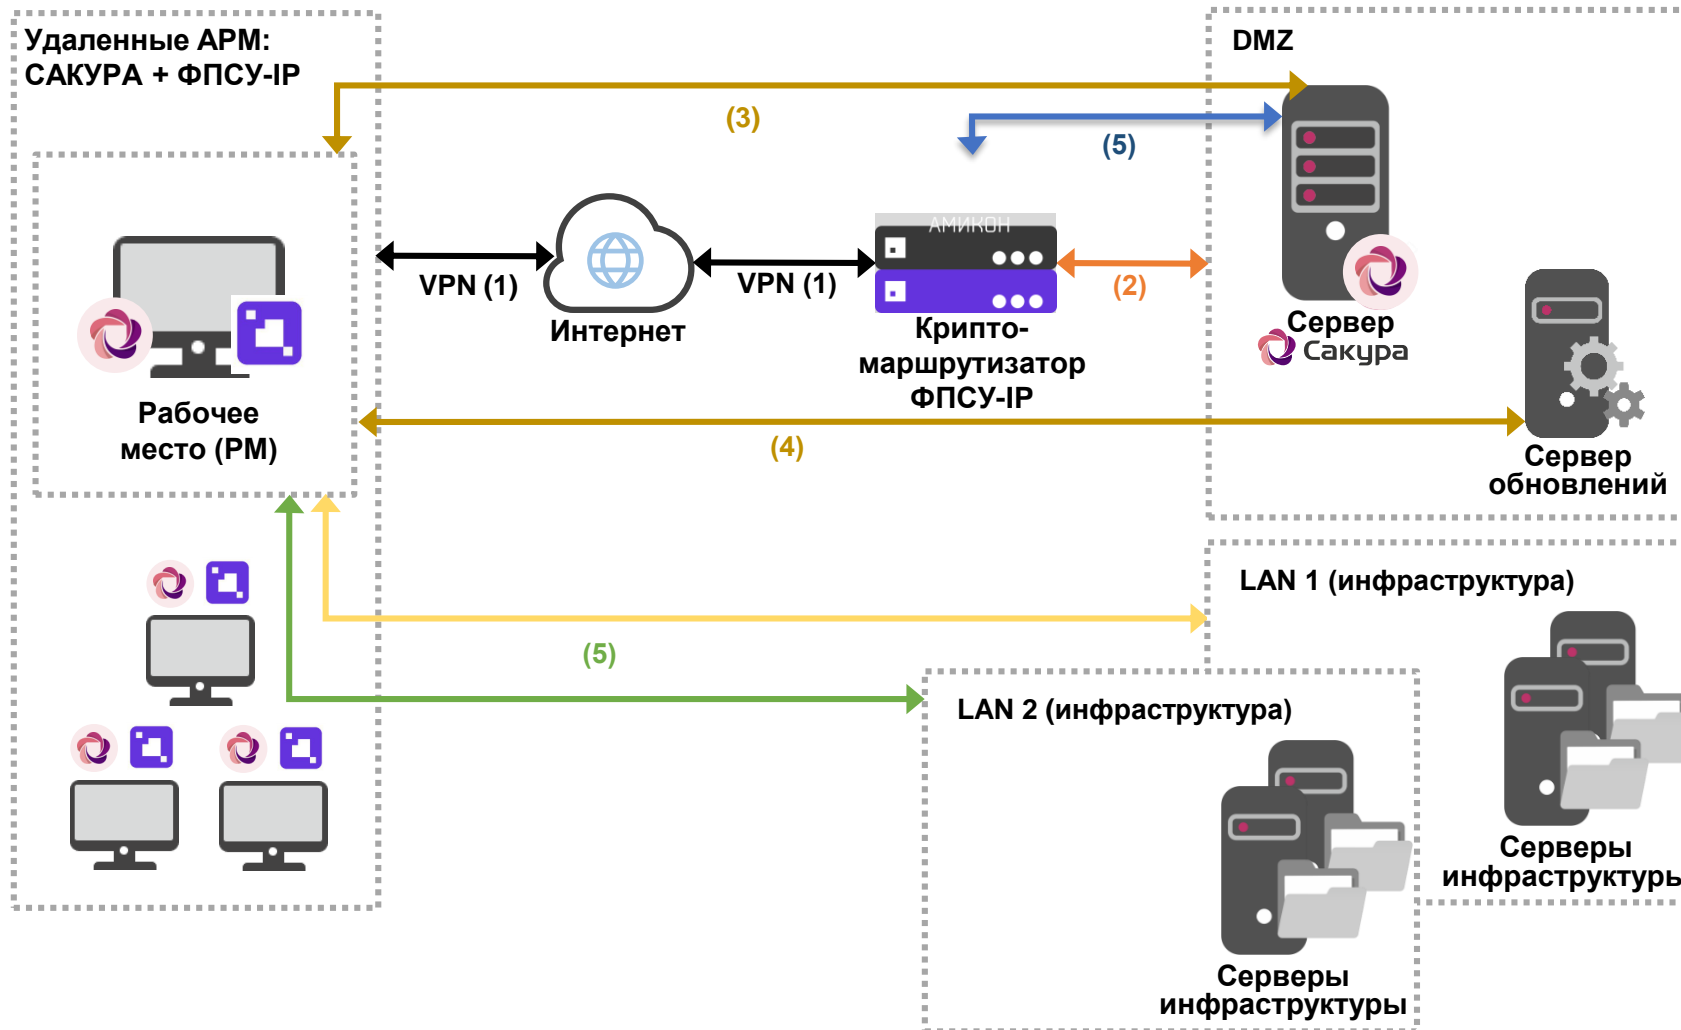 Удаленные АРМ:
САКУРА + ФПСУ-IP
DMZ
(3)
(5)
АМИКОН
VPN (1)
VPN (1)
(2)
Интернет
Крипто-
маршрутизатор
ФПСУ-IP
Сервер
Сакура
Рабочее
место (РМ)
(4)
Сервер
обновлений
LAN 1 (инфраструктура)
(5)
LAN 2 (инфраструктура)
Серверы
инфраструктуры
Серверы
инфраструктуры